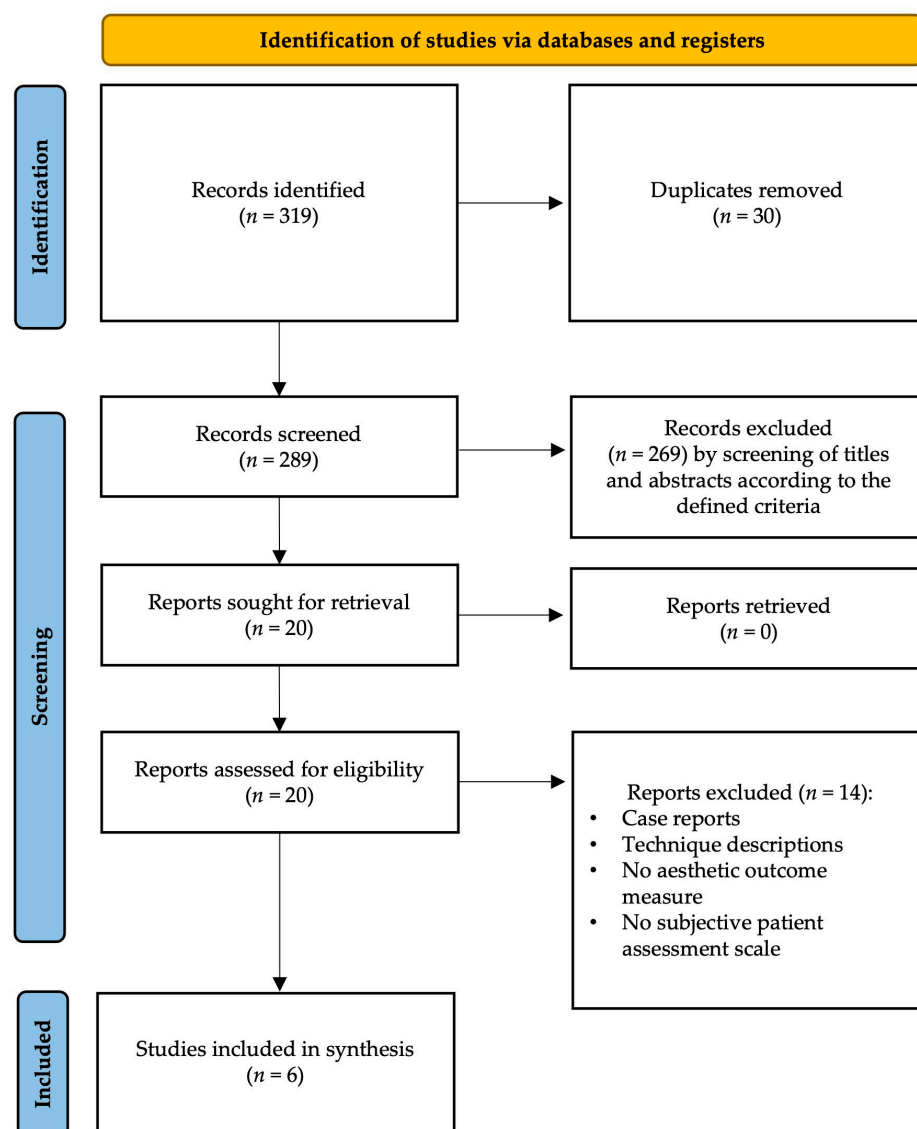 Identification of studies via databases and registers
Identification
Records identified
(n = 319)
Duplicates removed
(n = 30)
Screening
Records screened
(n = 289)
Records excluded
(n = 269) by screening of titles
and abstracts according to the
defined criteria
Reports sought for retrieval
(n = 20)
Reports retrieved
(n = 0)
Reports assessed for eligibility
(n = 20)
Reports excluded (n = 14):
• Case reports
• Technique descriptions
• No aesthetic outcome
measure
• No subjective patient
assessment scale
Included
Studies included in synthesis
(n = 6)